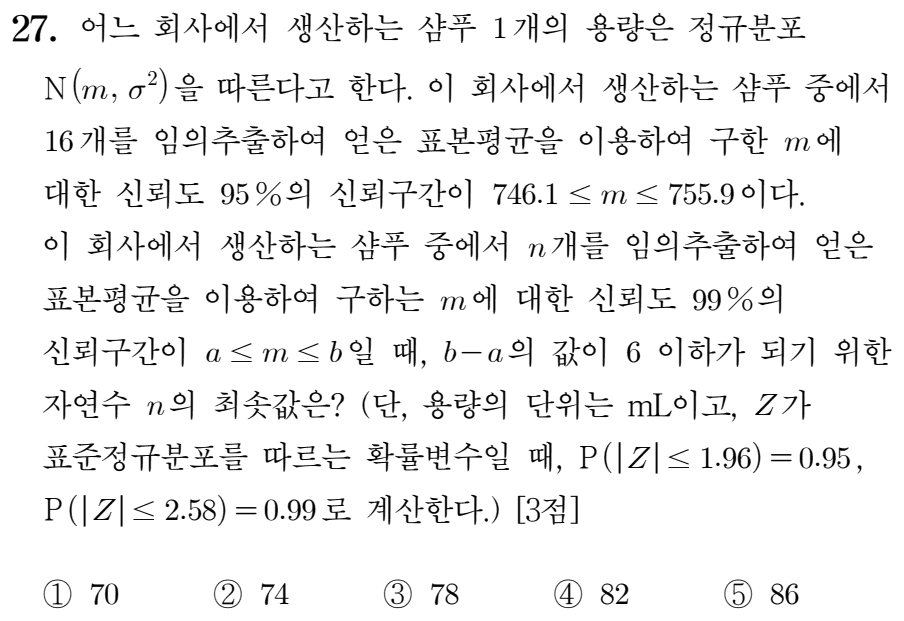 27. 어느 회사에서 생산하는 샴푸 1개의 용량은 정규분포
N(m, σ²)을 따른다고 한다. 이 회사에서 생산하는 샴푸 중에서
16개를 임의추출하여 얻은 표본평균을 이용하여 구한 m에
대한 신뢰도 95%의 신뢰구간이 746.1 ≤ m ≤ 755.9이다.
이 회사에서 생산하는 샴푸 중에서 n개를 임의추출하여 얻은
표본평균을 이용하여 구하는 m에 대한 신뢰도 99%의
신뢰구간이 a ≤ m ≤ b일 때, b−a의 값이 6 이하가 되기 위한
자연수 n의 최솟값은? (단, 용량의 단위는 mL이고, Z가
표준정규분포를 따르는 확률변수일 때, P(|Z| ≤ 1.96) = 0.95,
P(|Z| ≤ 2.58) = 0.99로 계산한다.) [3점]
① 70 ② 74 ③ 78 ④ 82 ⑤ 86